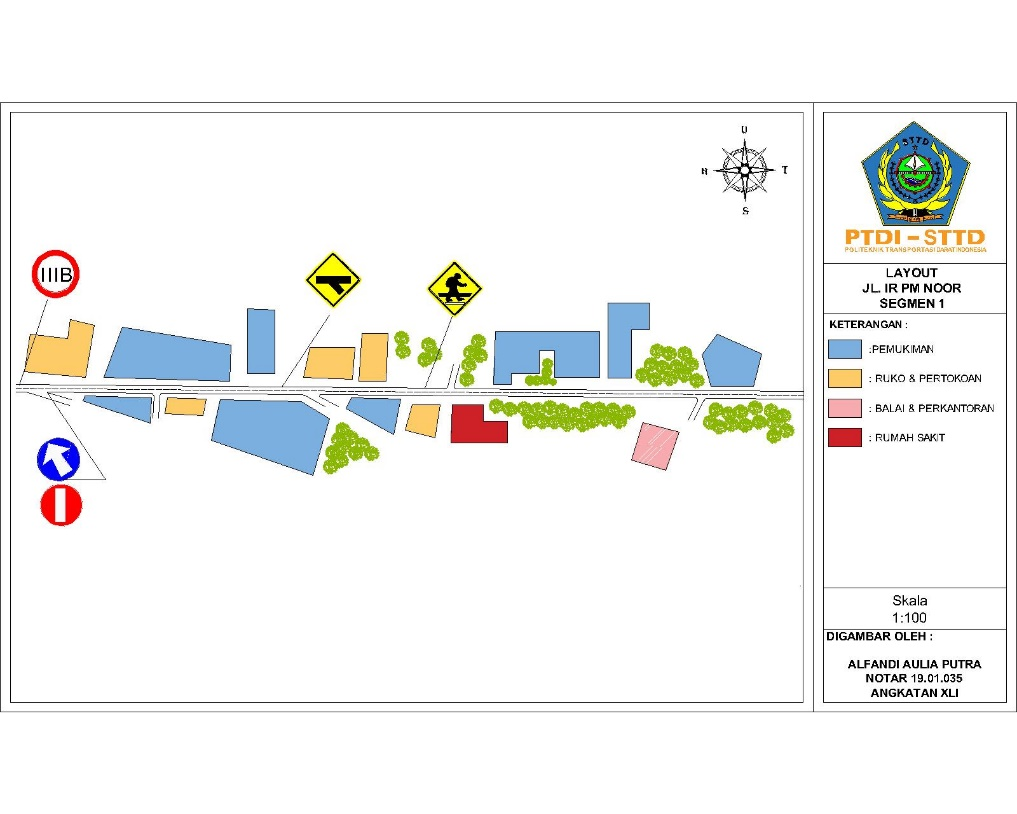 U
T
S
IIIB
STTD
PTDI - STTD
POLITEKNIK TRANSPORTASI DARAT INDONESIA
LAYOUT
JL. IR PM NOOR
SEGMEN 1
KETERANGAN :
:PEMUKIMAN
: RUKO & PERTOKOAN
: BALAI & PERKANTORAN
: RUMAH SAKIT
Skala
1:100
DIGAMBAR OLEH :
ALFANDI AULIA PUTRA
NOTAR 19.01.035
ANGKATAN XLI